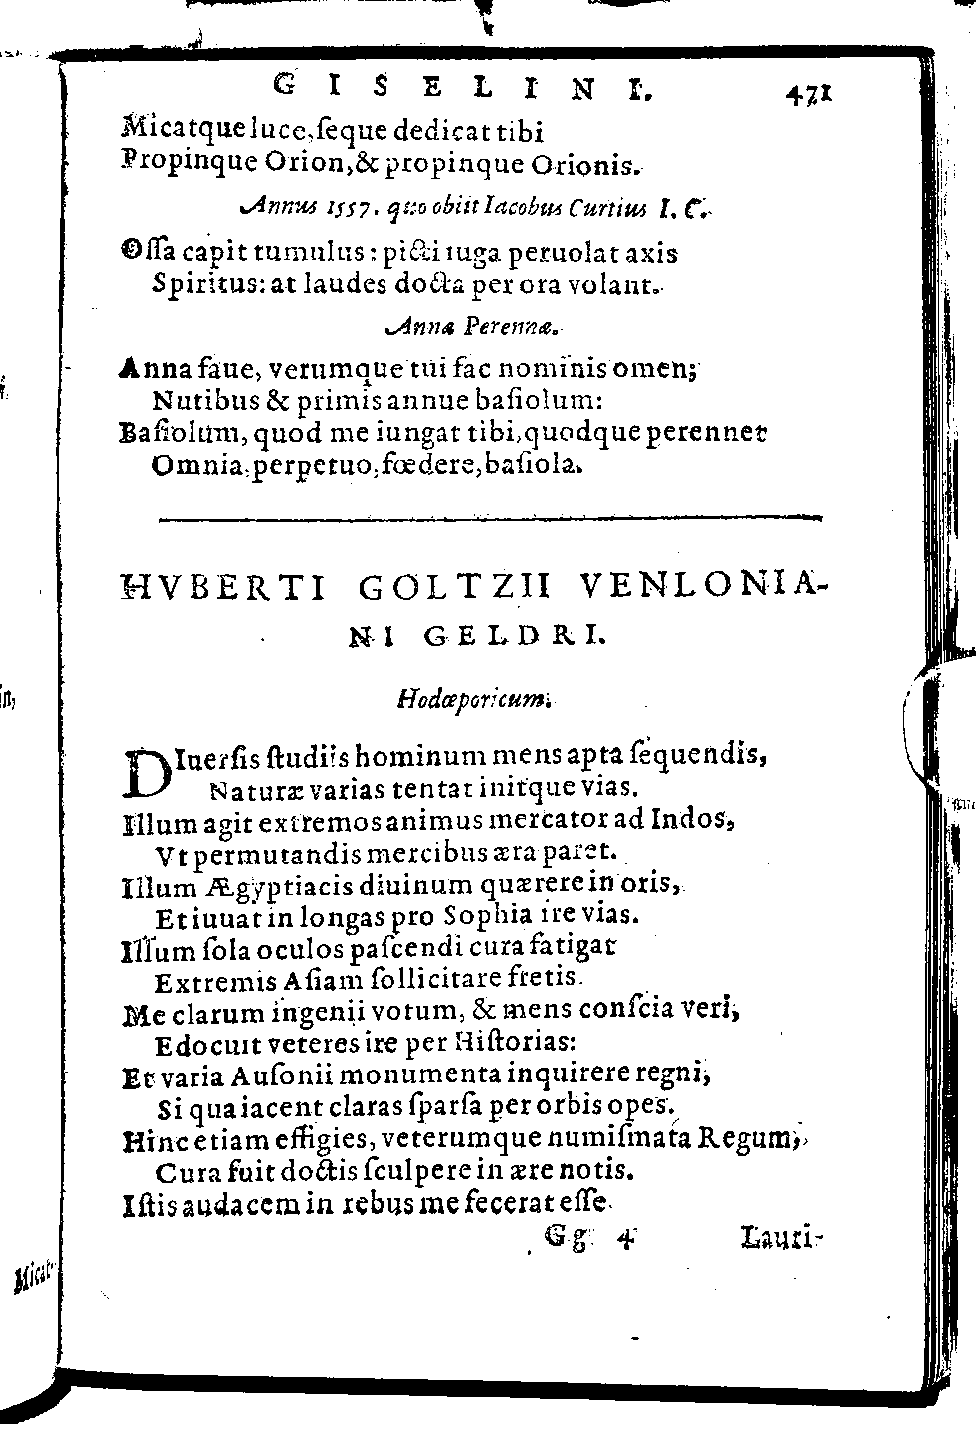 GISELINI. 471
Micatque luce, ſeque dedicat tibi
Propinque Orion, & propinque Orionis.
Annus 1557. quo obiit Iacobus Curtius I. C.
Oſſa capit tumulus: picti iuga peruolat axis
Spiritus: at laudes docta per ora volant.
Annæ Perennæ.
Anna faue, verumque tui fac nominis omen;
Nutibus & primis annue baſiolum:
Baſiolum, quod me iungat tibi, quodque perennet
Omnia, perpetuo, fœdere, baſiola.
HVBERTI GOLTZII VENLONIA-
NI GELDRI.
Hodœporicum.
DIuerſis ſtudiis hominum mens apta ſequendis,
Naturæ varias tentat initque vias.
Illum agit extremos animus mercator ad Indos,
Vt permutandis mercibus æra paret.
Illum Ægyptiacis diuinum quærere in oris,
Et iuuat in longas pro Sophia ire vias.
Illum ſola oculos paſcendi cura fatigat
Extremis Aſiam ſollicitare fretis.
Me clarum ingenii votum, & mens conſcia veri,
Edocuit veteres ire per Hiſtorias:
Et varia Auſonii monumenta inquirere regni,
Si qua iacent claras ſparſa per orbis opes.
Hinc etiam effigies, veterumque numiſmata Regum,
Cura fuit doctis ſculpere in ære notis.
Iſtis audacem in rebus me fecerat eſſe
Gg 4 Lauri-
Micat-